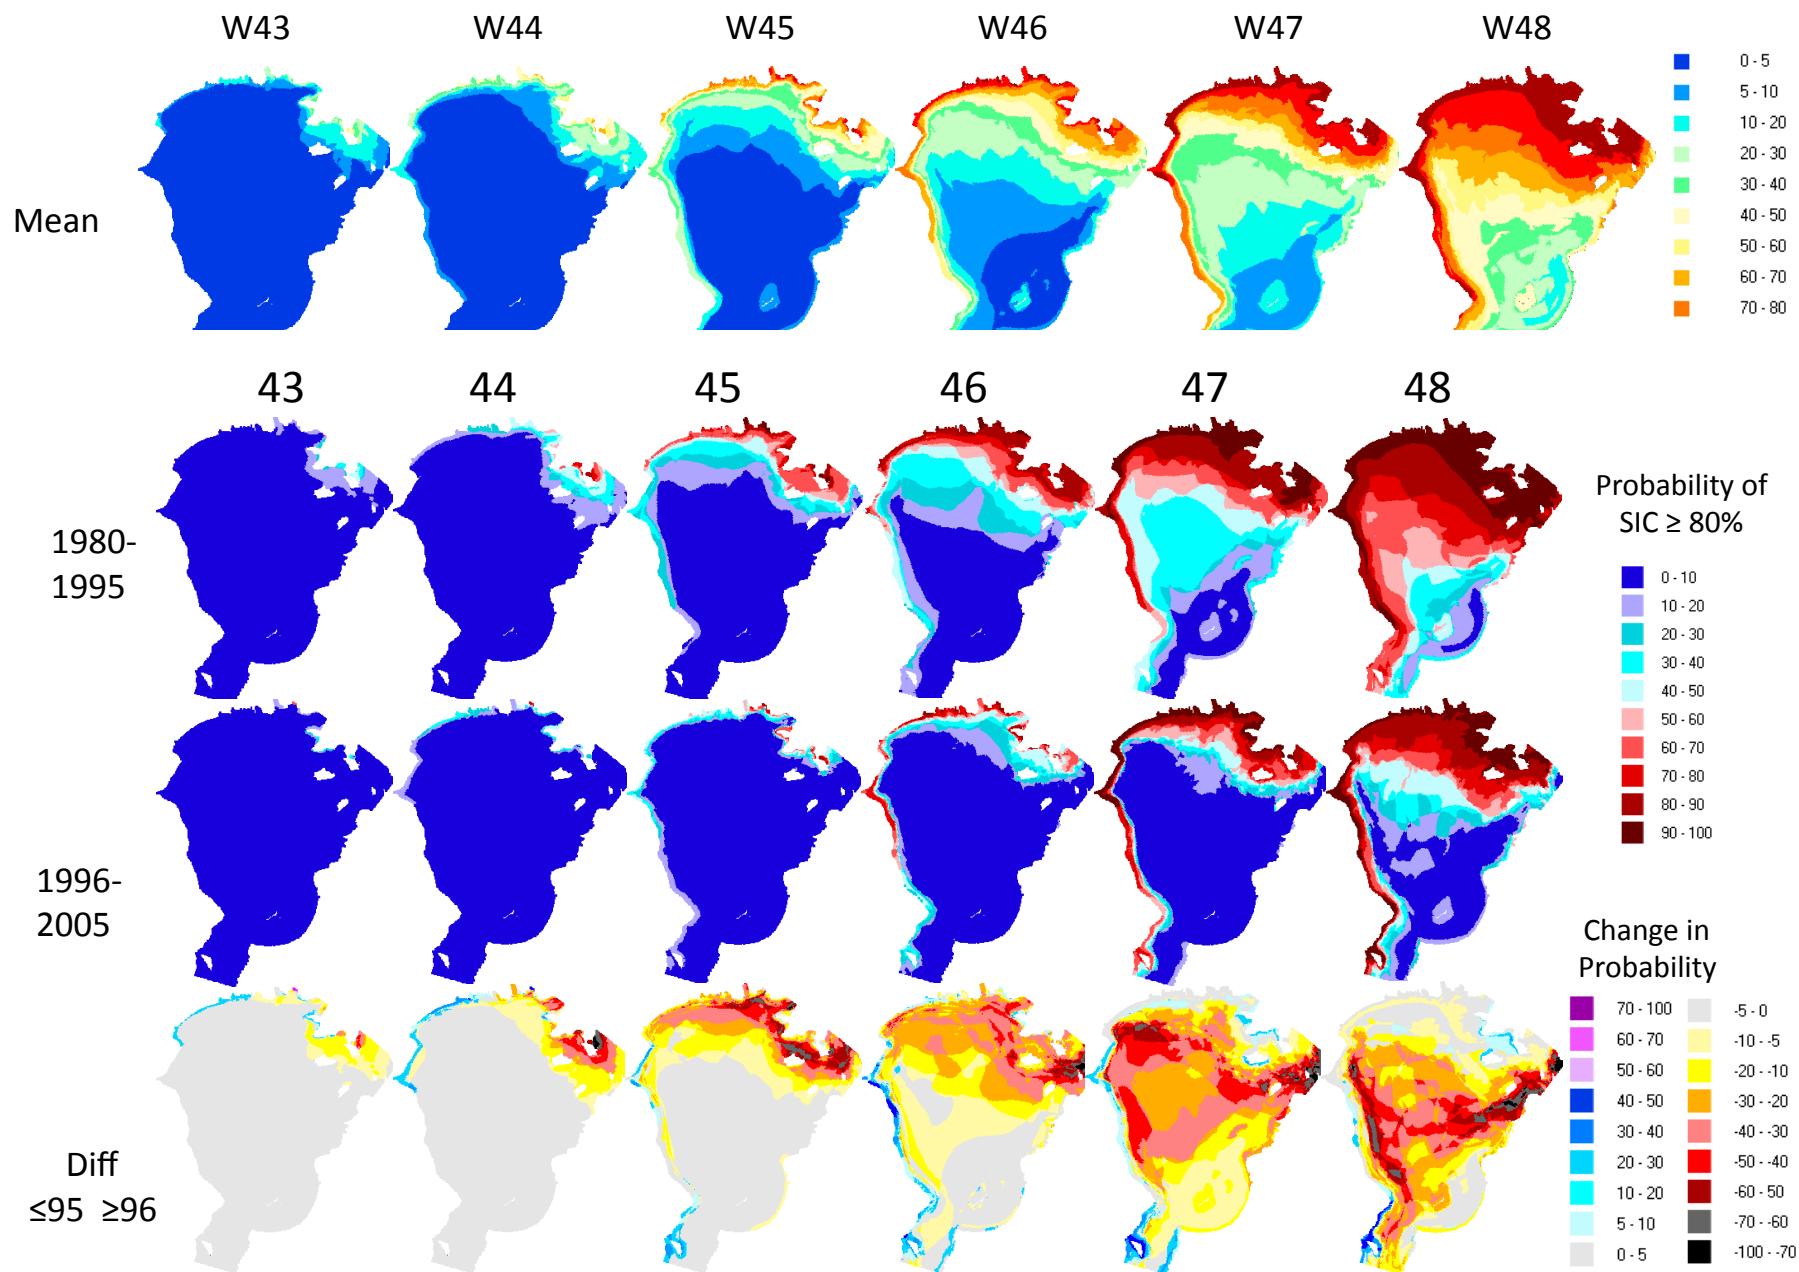 W43 W44 W45 W46 W47 W48
0 - 5
5 - 10
10 - 20
20 - 30
30 - 40
40 - 50
50 - 60
60 - 70
70 - 80
Mean
43 44 45 46 47 48
1980-
1995
Probability of
SIC ≥ 80%
0 - 10
10 - 20
20 - 30
30 - 40
40 - 50
50 - 60
60 - 70
70 - 80
80 - 90
90 - 100
1996-
2005
Change in
Probability
70 - 100 -5 - 0
60 - 70 -10 - -5
50 - 60 -20 - -10
40 - 50 -30 - -20
30 - 40 -40 - -30
20 - 30 -50 - -40
10 - 20 -60 - -50
5 - 10 -70 - -60
0 - 5 -100 - -70
Diff
≤95 ≥96